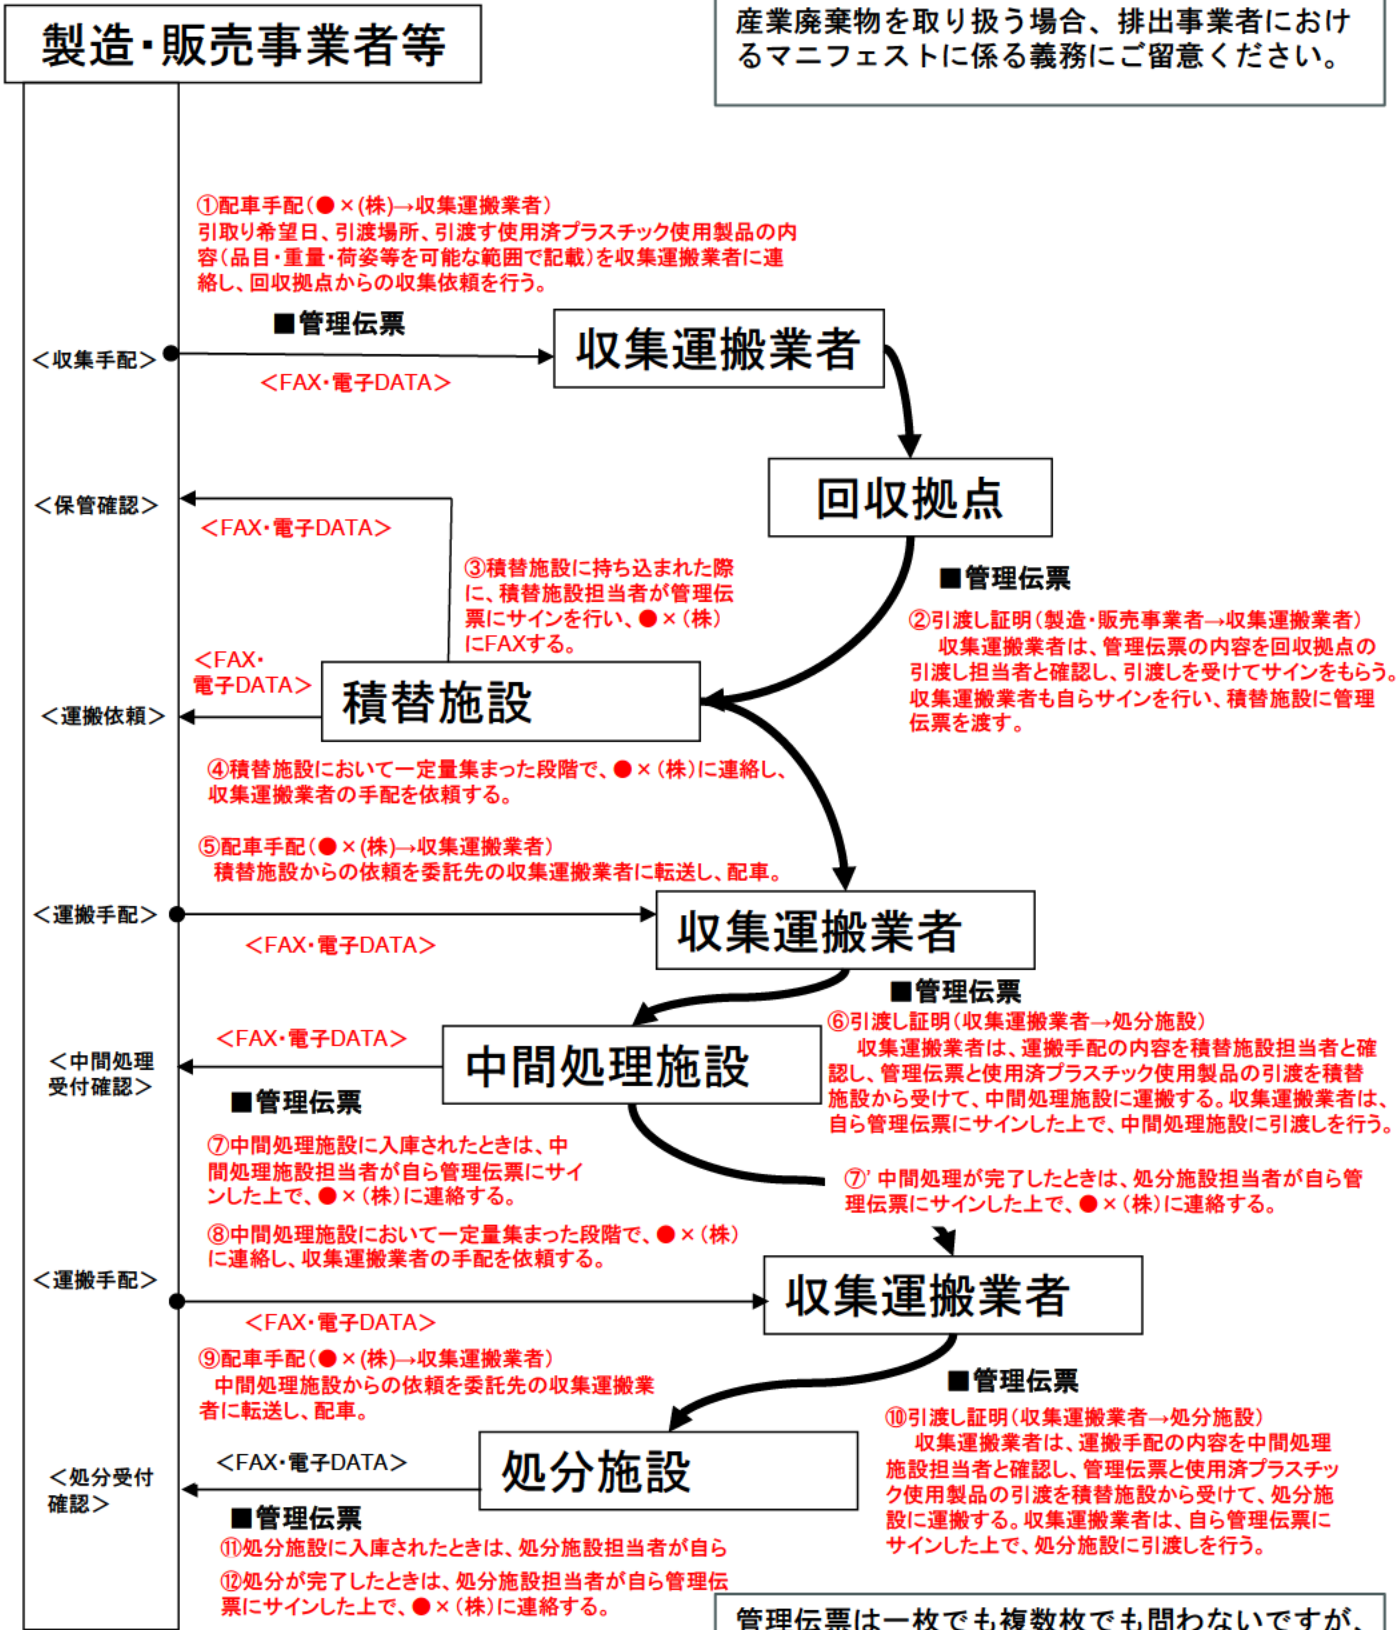 製造・販売事業者等
産業廃棄物を取り扱う場合、排出事業者におけ
るマニフェストに係る義務にご留意ください。
①配車手配（●×(株)→収集運搬業者）
引取り希望日、引渡場所、引渡す使用済プラスチック使用製品の内
容（品目・重量・荷姿等を可能な範囲で記載）を収集運搬業者に連
絡し、回収拠点からの収集依頼を行う。
■管理伝票
＜収集手配＞
＜FAX・電子DATA＞
収集運搬業者
回収拠点
＜保管確認＞
＜FAX・電子DATA＞
③積替施設に持ち込まれた際
に、積替施設担当者が管理伝
票にサインを行い、●×（株）
にFAXする。
■管理伝票
②引渡し証明（製造・販売事業者→収集運搬業者）
収集運搬業者は、管理伝票の内容を回収拠点の
引渡し担当者と確認し、引渡しを受けてサインをもらう。
収集運搬業者も自らサインを行い、積替施設に管理
伝票を渡す。
＜FAX・
電子DATA＞
＜運搬依頼＞
積替施設
④積替施設において一定量集まった段階で、●×（株）に連絡し、
収集運搬業者の手配を依頼する。
⑤配車手配（●×(株)→収集運搬業者）
積替施設からの依頼を委託先の収集運搬業者に転送し、配車。
＜運搬手配＞
＜FAX・電子DATA＞
収集運搬業者
■管理伝票
⑥引渡し証明（収集運搬業者→処分施設）
収集運搬業者は、運搬手配の内容を積替施設担当者と確
認し、管理伝票と使用済プラスチック使用製品の引渡を積替
施設から受けて、中間処理施設に運搬する。収集運搬業者は、
自ら管理伝票にサインした上で、中間処理施設に引渡しを行う。
＜FAX・電子DATA＞
＜中間処理
受付確認＞
中間処理施設
■管理伝票
⑦中間処理施設に入庫されたときは、中
間処理施設担当者が自ら管理伝票にサイ
ンした上で、●×（株）に連絡する。
⑦’中間処理が完了したときは、処分施設担当者が自ら管
理伝票にサインした上で、●×（株）に連絡する。
⑧中間処理施設において一定量集まった段階で、●×（株）
に連絡し、収集運搬業者の手配を依頼する。
＜運搬手配＞
収集運搬業者
＜FAX・電子DATA＞
⑨配車手配（●×(株)→収集運搬業者）
中間処理施設からの依頼を委託先の収集運搬業
者に転送し、配車。
■管理伝票
⑩引渡し証明（収集運搬業者→処分施設）
収集運搬業者は、運搬手配の内容を中間処理
施設担当者と確認し、管理伝票と使用済プラスチッ
ク使用製品の引渡を積替施設から受けて、処分施
設に運搬する。収集運搬業者は、自ら管理伝票に
サインした上で、処分施設に引渡しを行う。
＜FAX・電子DATA＞
＜処分受付
確認＞
処分施設
■管理伝票
⑪処分施設に入庫されたときは、処分施設担当者が自ら
⑫処分が完了したときは、処分施設担当者が自ら管理伝
票にサインした上で、●×（株）に連絡する。
管理伝票は一枚でも複数枚でも問わないですが、